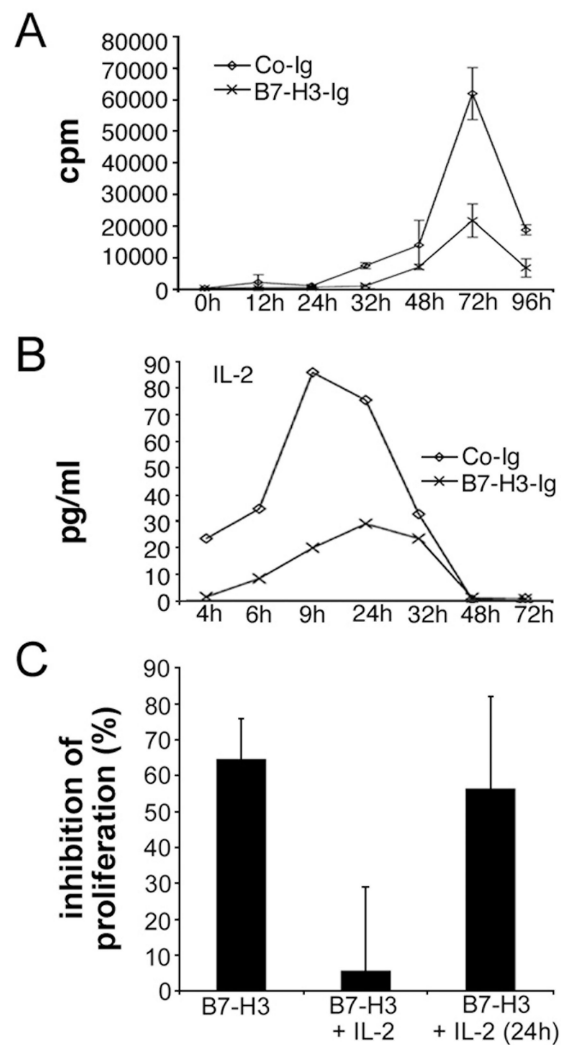 A
80000
70000
60000
50000
40000
30000
20000
10000
0
cpm
Co-Ig
B7-H3-Ig
0h 12h 24h 32h 48h 72h 96h
B
90
80
70
60
50
40
30
20
10
0
pg/ml
IL-2
Co-Ig
B7-H3-Ig
4h 6h 9h 24h 32h 48h 72h
C
90
80
70
60
50
40
30
20
10
0
inhibition of
proliferation (%)
B7-H3 B7-H3 B7-H3
+ IL-2 + IL-2 (24h)